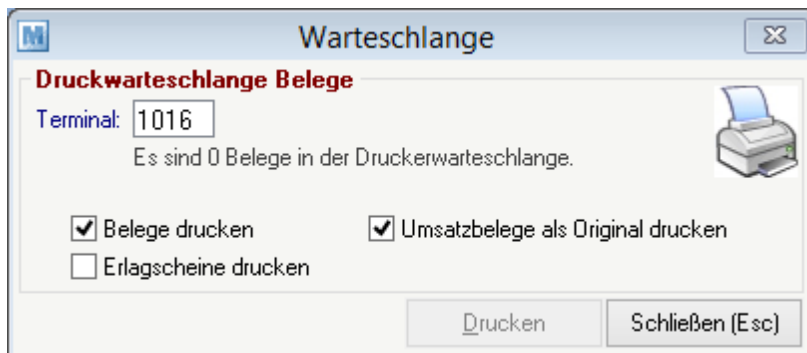 M
Warteschlange
Druckwarteschlange Belege
Terminal: 1016
Es sind 0 Belege in der Druckerwarteschlange.
Belege drucken
Umsatzbelege als Original drucken
Erlagscheine drucken
Drucken
Schließen (Esc)